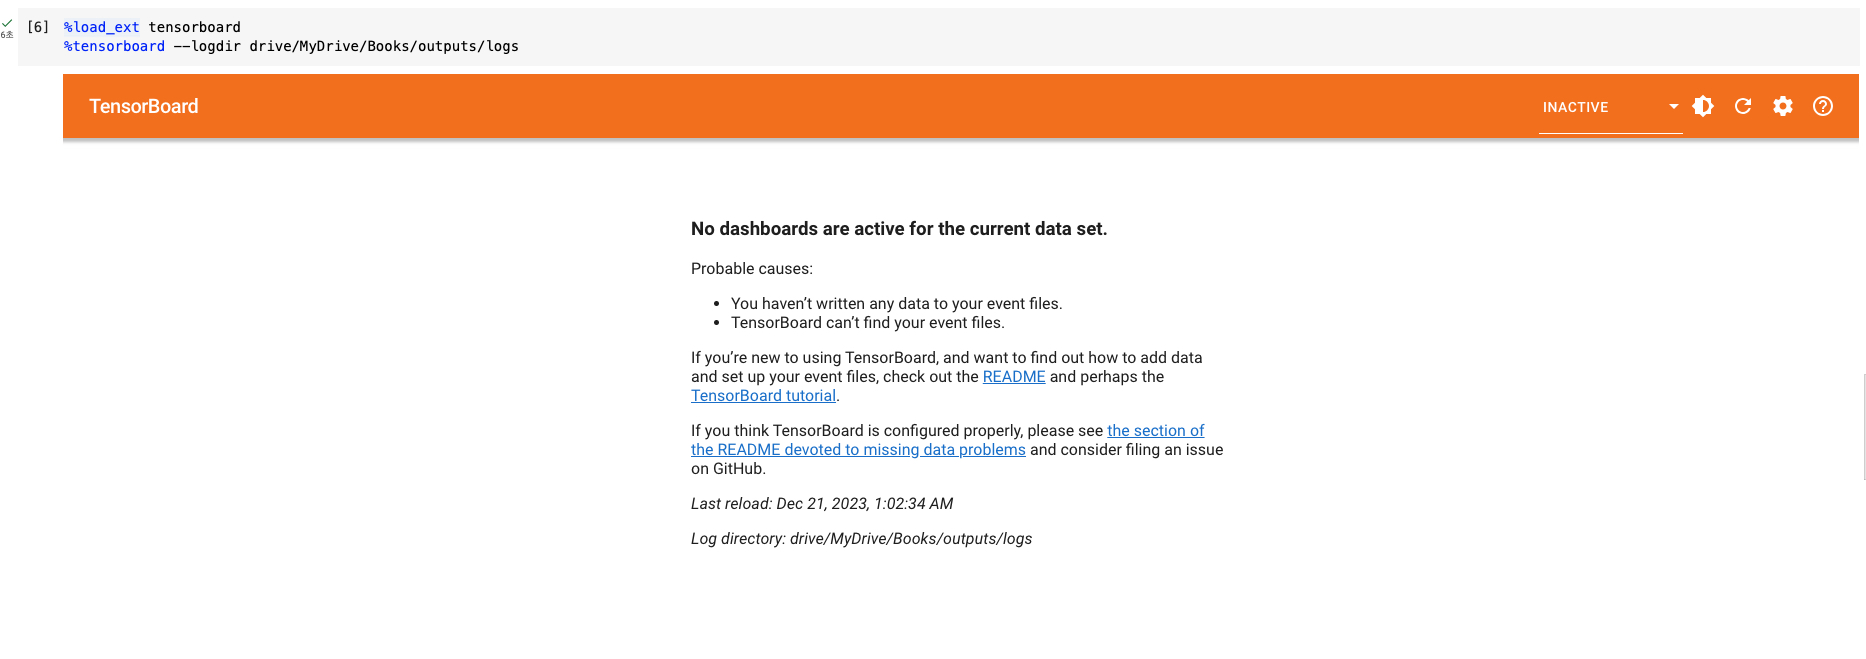 [6] %load_ext tensorboard
6초 %tensorboard --logdir drive/MyDrive/Books/outputs/logs
TensorBoard
INACTIVE
No dashboards are active for the current data set.
Probable causes:
• You haven’t written any data to your event files.
• TensorBoard can’t find your event files.
If you’re new to using TensorBoard, and want to find out how to add data
and set up your event files, check out the README and perhaps the
TensorBoard tutorial.
If you think TensorBoard is configured properly, please see the section of
the README devoted to missing data problems and consider filing an issue
on GitHub.
Last reload: Dec 21, 2023, 1:02:34 AM
Log directory: drive/MyDrive/Books/outputs/logs